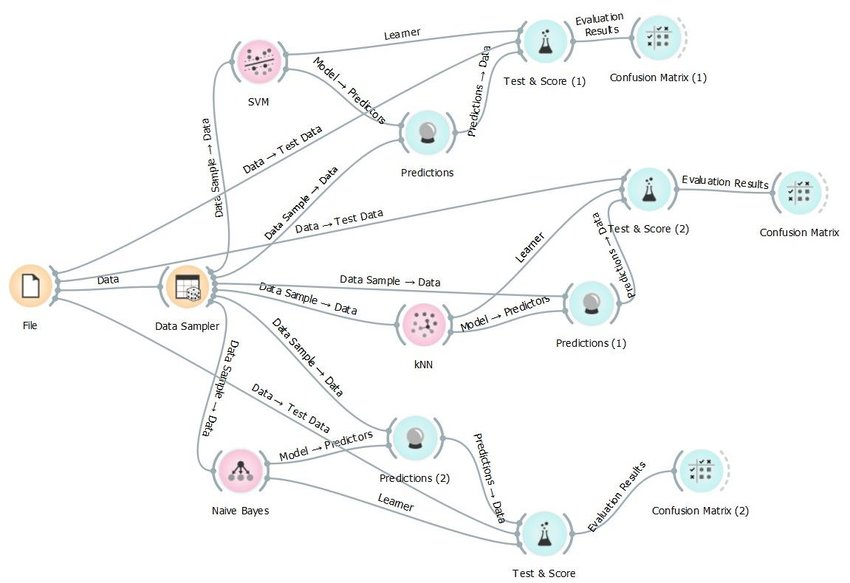 Learner
Evaluation
Results
Test & Score (1)
Confusion Matrix (1)
SVM
Model → Predictors
Predictions → Data
Data Sample → Data
Data → Test Data
Predictions
Data Sample → Data
Evaluation Results
Data → Test Data
Test & Score (2)
Confusion Matrix
Learner
Predictions → Data
Data
Data Sample → Data
Data Sample → Data
File
Data Sampler
Model → Predictors
Predictions (1)
kNN
Data Sample → Data
Data Sample → Data
Data → Test Data
Model → Predictors
Predictions (2)
Predictions → Data
Naive Bayes
Learner
Evaluation Results
Confusion Matrix (2)
Test & Score